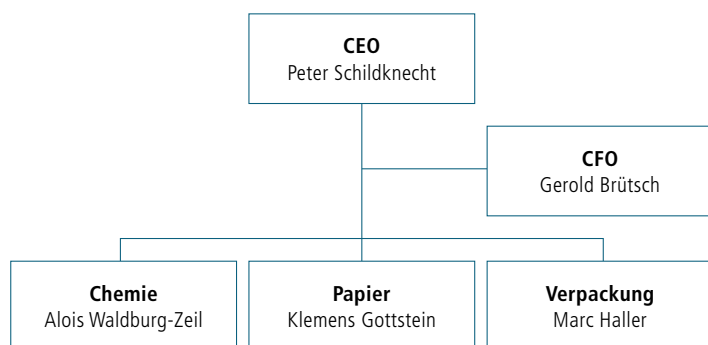 CEO
Peter Schildknecht
CFO
Gerold Brütsch
Chemie
Alois Waldburg-Zeil
Papier
Klemens Gottstein
Verpackung
Marc Haller